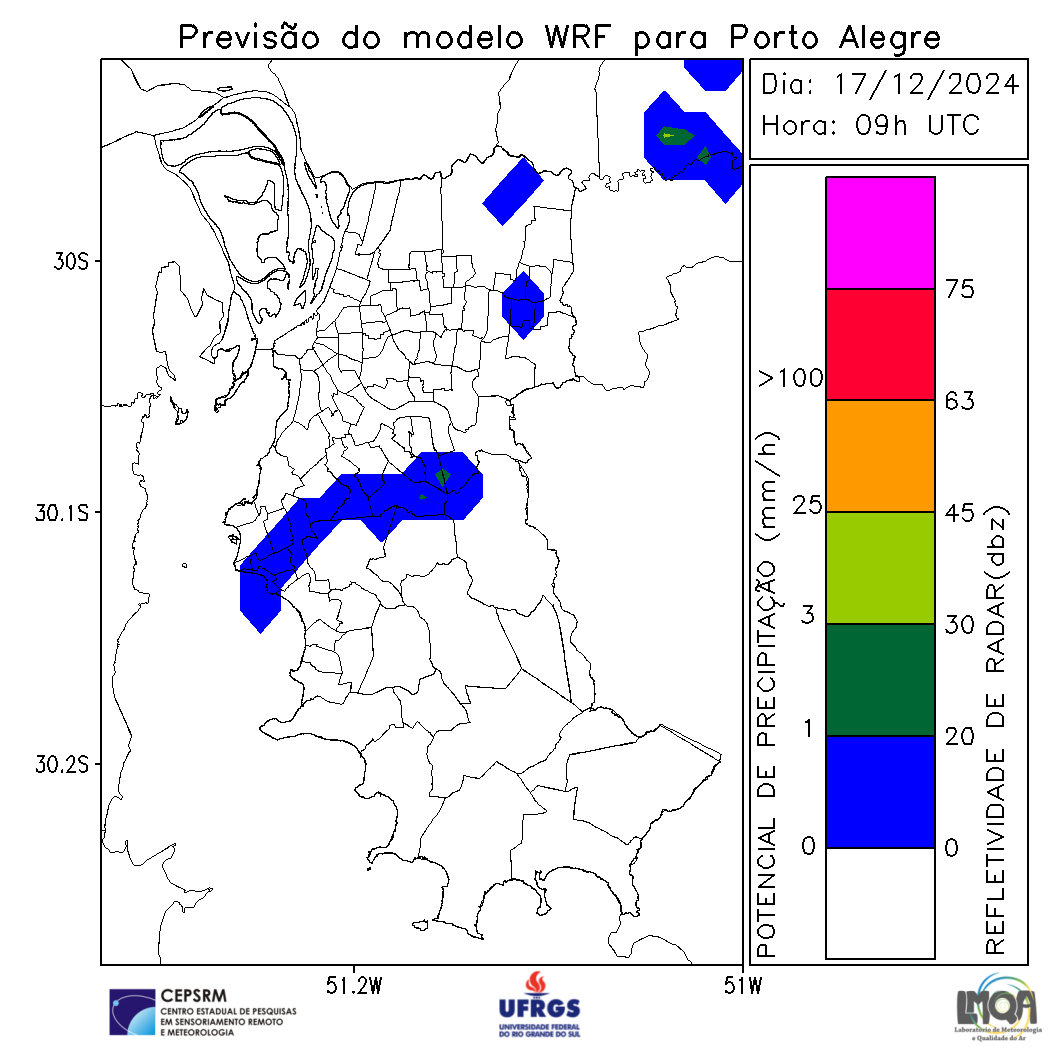 Previsão do modelo WRF para Porto Alegre
Dia: 17/12/2024
Hora: 09h UTC
30S
30.1S
30.2S
51.2W
51W
POTENCIAL DE PRECIPITAÇÃO (mm/h)
>100
25
3
1
0
75
63
45
30
20
0
REFLETIVIDADE DE RADAR(dbz)
CEPSRM
CENTRO ESTADUAL DE PESQUISAS
EM SENSORIAMENTO REMOTO
E METEOROLOGIA
UFRGS
UNIVERSIDADE FEDERAL
DO RIO GRANDE DO SUL
LMQA
Laboratório de Meteorologia
e Qualidade do Ar